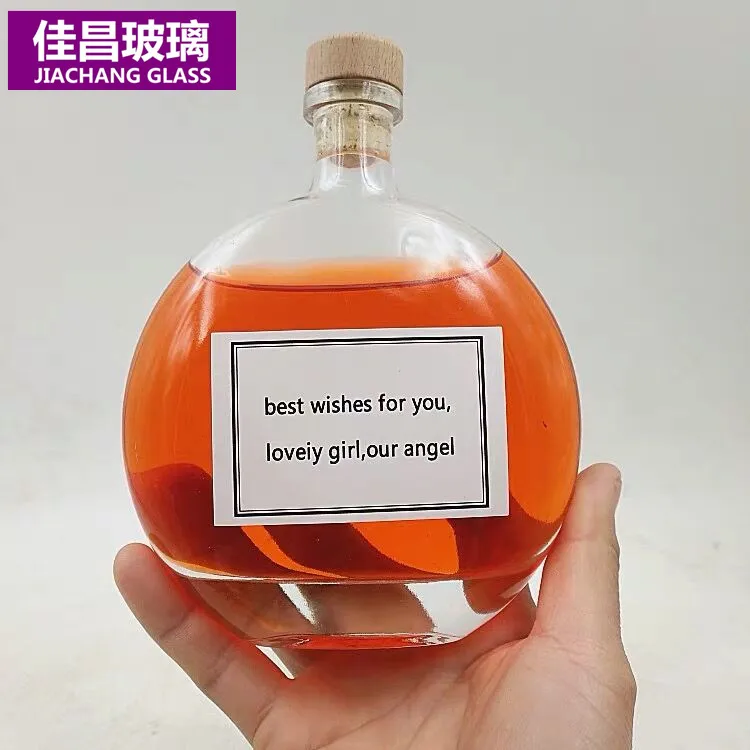 佳昌玻璃
JIACHANG GLASS
best wishes for you,
loveiy girl,our angel